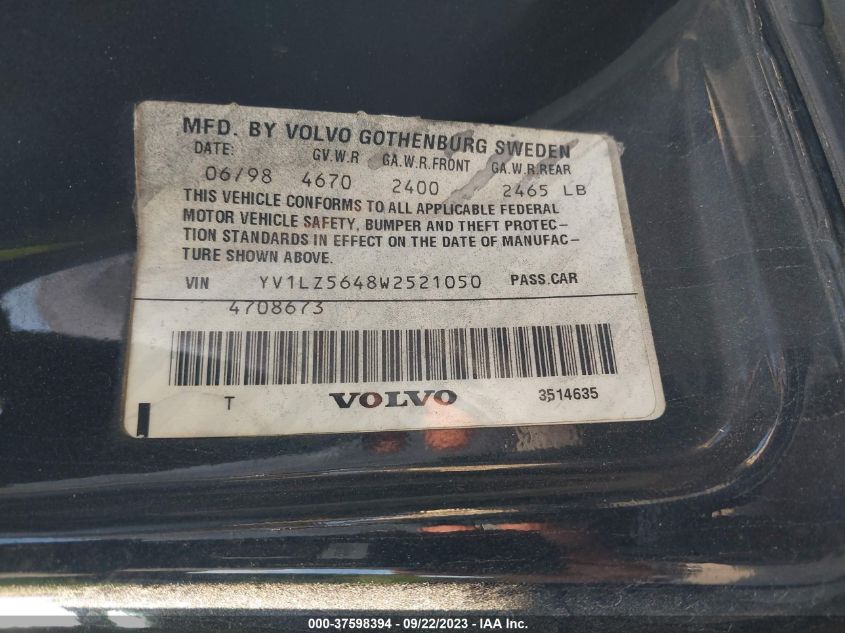 MFD. BY VOLVO GOTHENBURG SWEDEN
DATE: GV.W.R GA.W.R.FRONT GA.W.R.REAR
06/98 4670 2400 2465 LB
THIS VEHICLE CONFORMS TO ALL APPLICABLE FEDERAL
MOTOR VEHICLE SAFETY, BUMPER AND THEFT PROTEC-
TION STANDARDS IN EFFECT ON THE DATE OF MANUFAC-
TURE SHOWN ABOVE.
VIN YV1LZ5648W2521050 PASS.CAR
4708673
T VOLVO 3514635
000-37598394 - 09/22/2023 - IAA Inc.